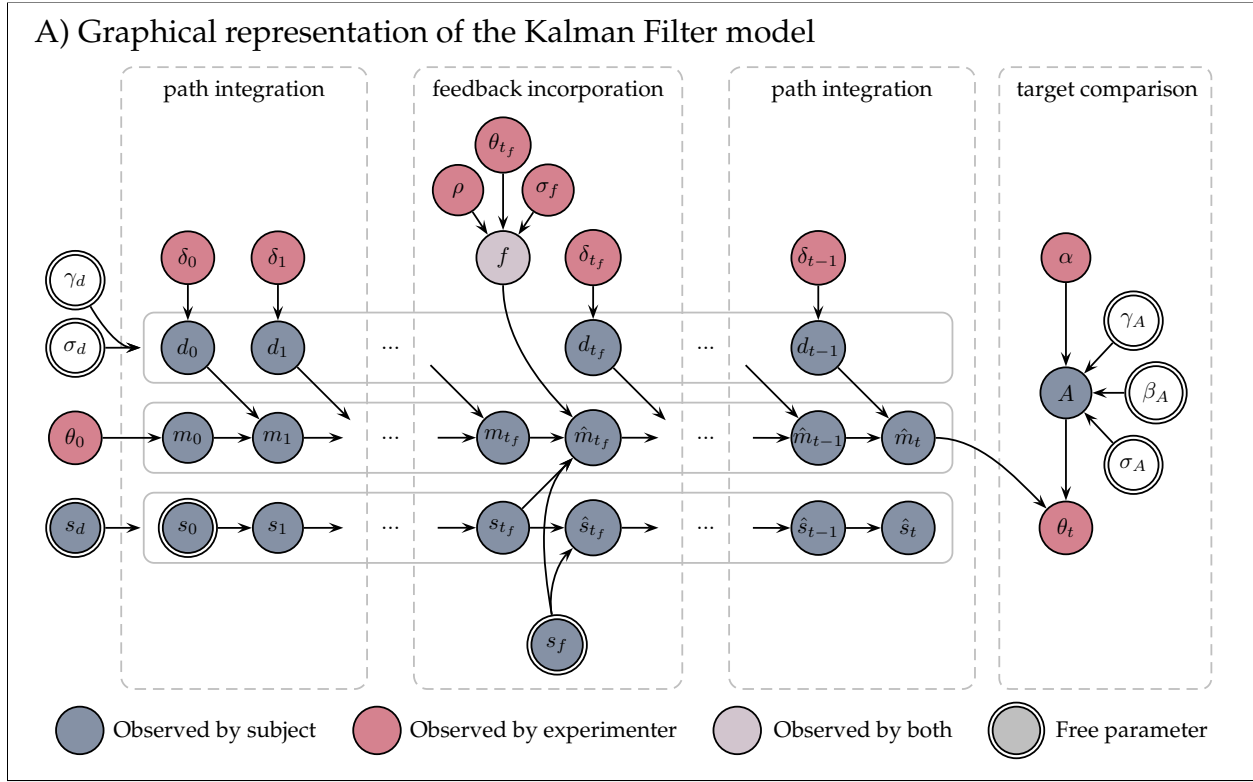 A) Graphical representation of the Kalman Filter model
path integration feedback incorporation path integration target comparison
θ_{t_f}
ρ σ_f
δ_0 δ_1 f δ_{t_f} δ_{t−1} α
γ_d
γ_A
σ_d d_0 d_1 ... d_{t_f} ... d_{t−1}
A β_A
θ_0 m_0 m_1 ... m_{t_f} m̂_{t_f} ... m̂_{t−1} m̂_t
σ_A
s_d s_0 s_1 ... s_{t_f} ŝ_{t_f} ... ŝ_{t−1} ŝ_t θ_t
s_f
Observed by subject Observed by experimenter Observed by both Free parameter